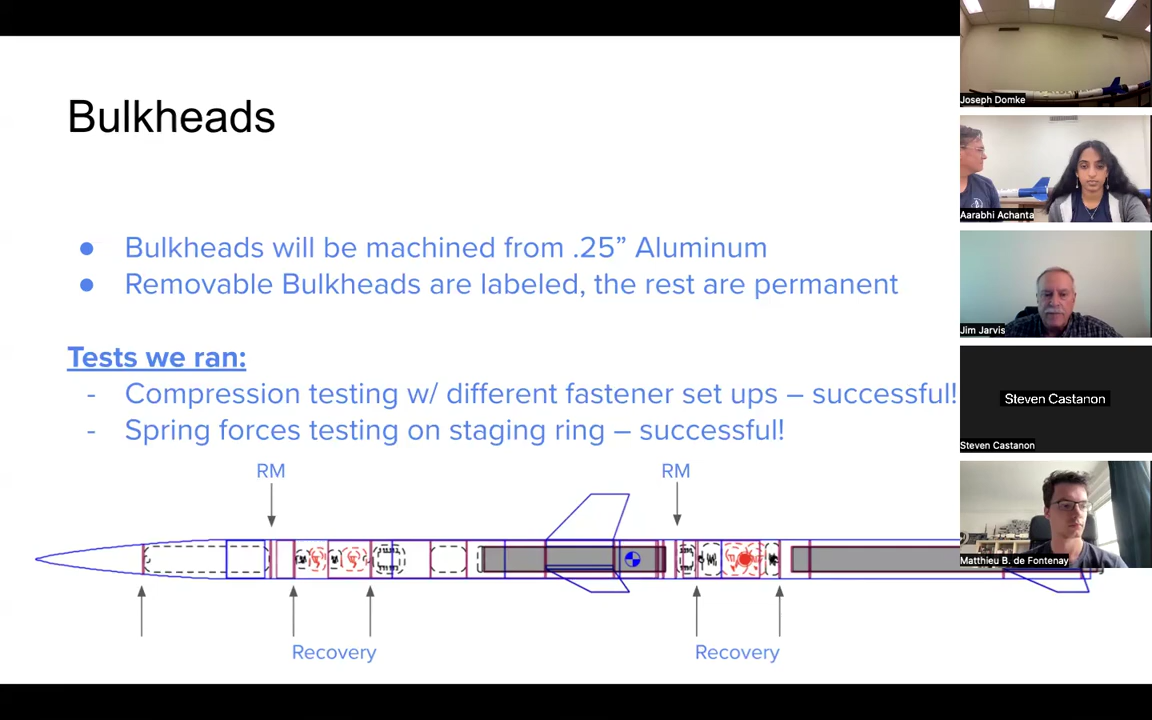 Bulkheads
● Bulkheads will be machined from .25” Aluminum
● Removable Bulkheads are labeled, the rest are permanent
Tests we ran:
- Compression testing w/ different fastener set ups – successful!
- Spring forces testing on staging ring – successful!
RM
RM
Recovery
Recovery
Joseph Domke
Aarabhi Achanta
Jim Jarvis
Steven Castanon
Steven Castanon
Matthieu B. de Fontenay